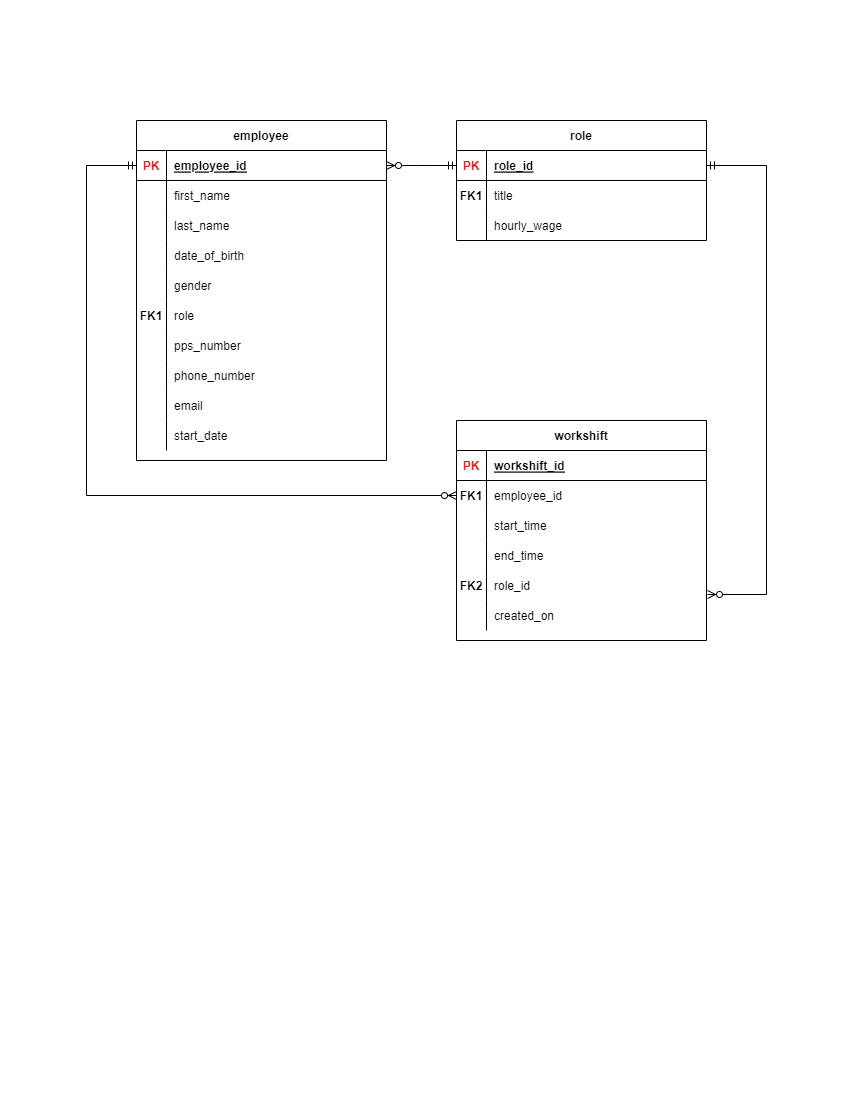 employee
PK employee_id
first_name
last_name
date_of_birth
gender
FK1 role
pps_number
phone_number
email
start_date
role
PK role_id
FK1 title
hourly_wage
workshift
PK workshift_id
FK1 employee_id
start_time
end_time
FK2 role_id
created_on